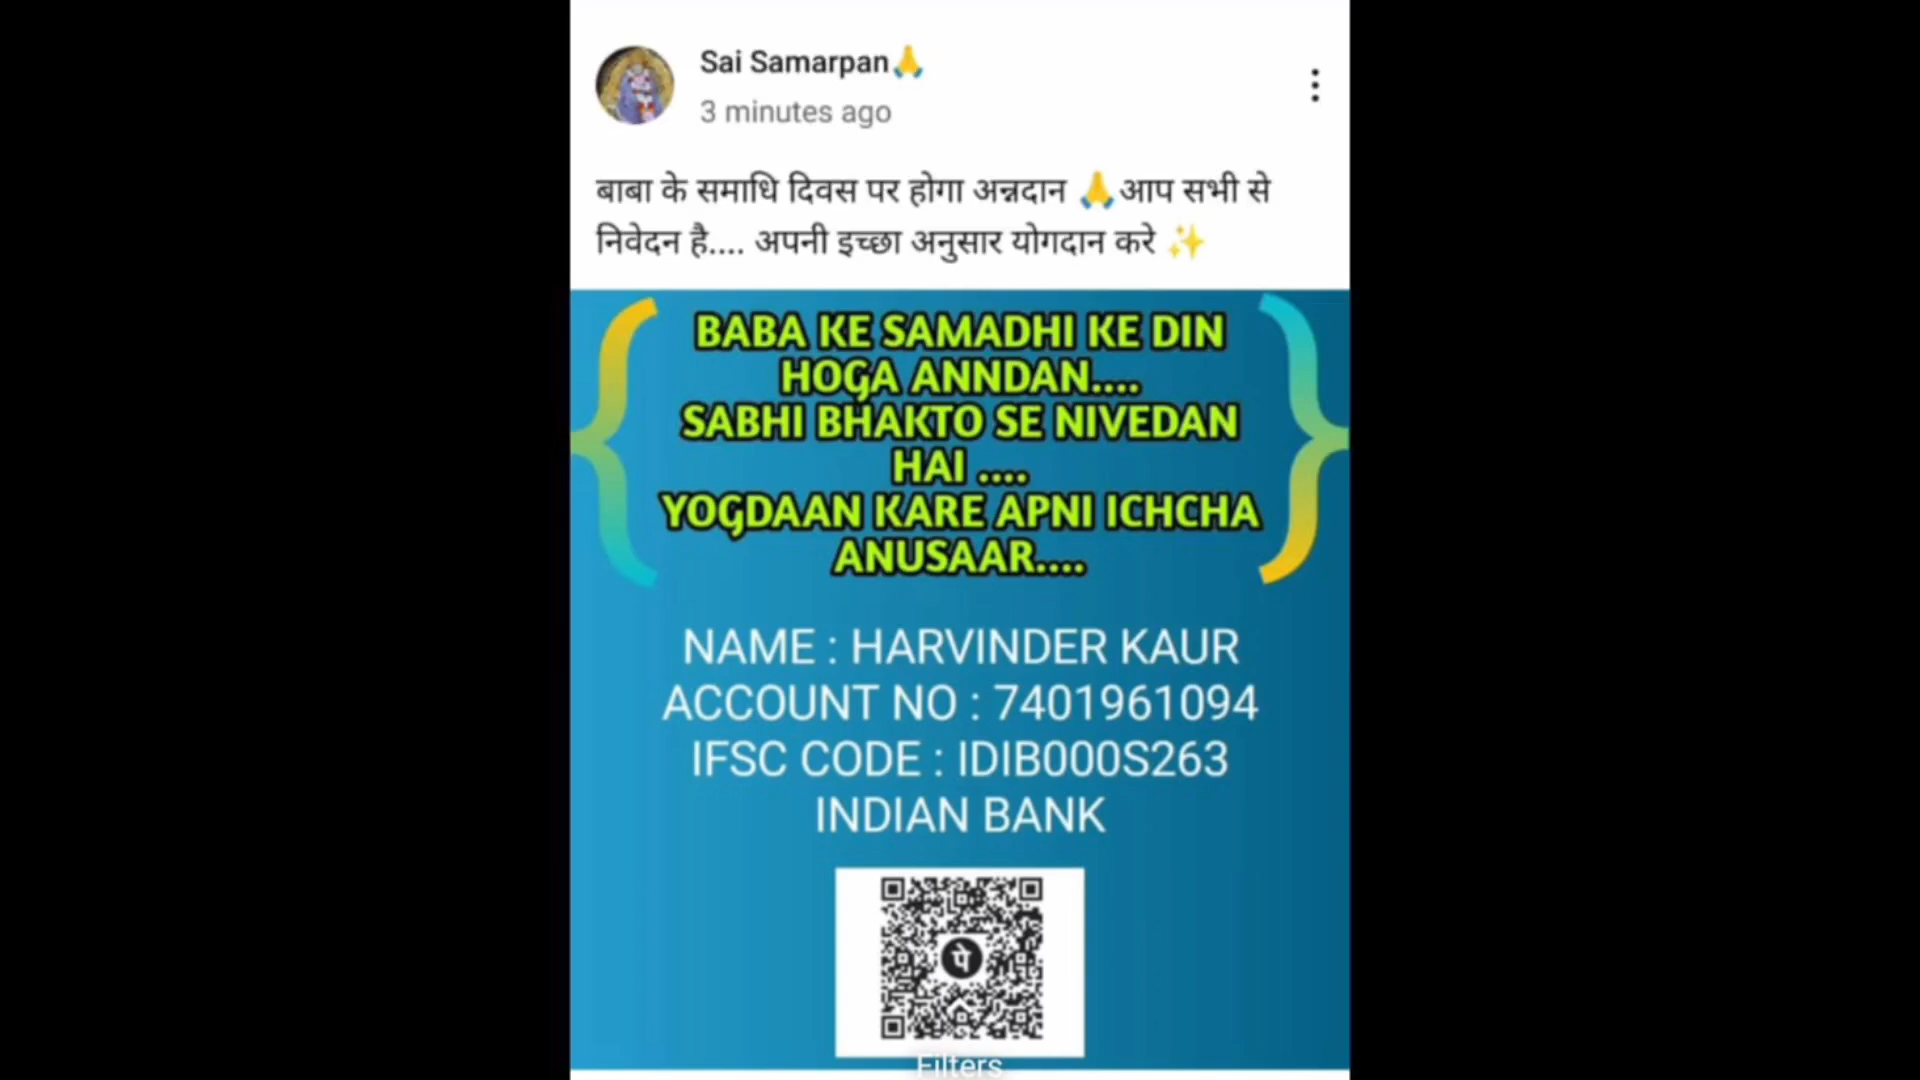 Sai Samarpan🙏
3 minutes ago
बाबा के समाधि दिवस पर होगा अन्नदान 🙏आप सभी से
निवेदन है.... अपनी इच्छा अनुसार योगदान करे ✨
BABA KE SAMADHI KE DIN
HOGA ANNDAN....
SABHI BHAKTO SE NIVEDAN
HAI ....
YOGDAAN KARE APNI ICHCHA
ANUSAAR....
NAME : HARVINDER KAUR
ACCOUNT NO : 7401961094
IFSC CODE : IDIB000S263
INDIAN BANK
पे
Filters